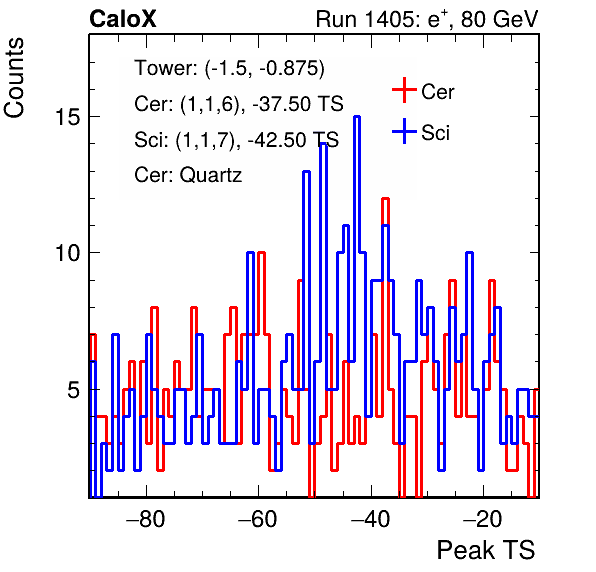 CaloX Run 1405: e⁺, 80 GeV
Counts
Tower: (-1.5, -0.875)
Cer: (1,1,6), -37.50 TS
Sci: (1,1,7), -42.50 TS
Cer: Quartz
Cer
Sci
15
10
5
−80 −60 −40 −20
Peak TS